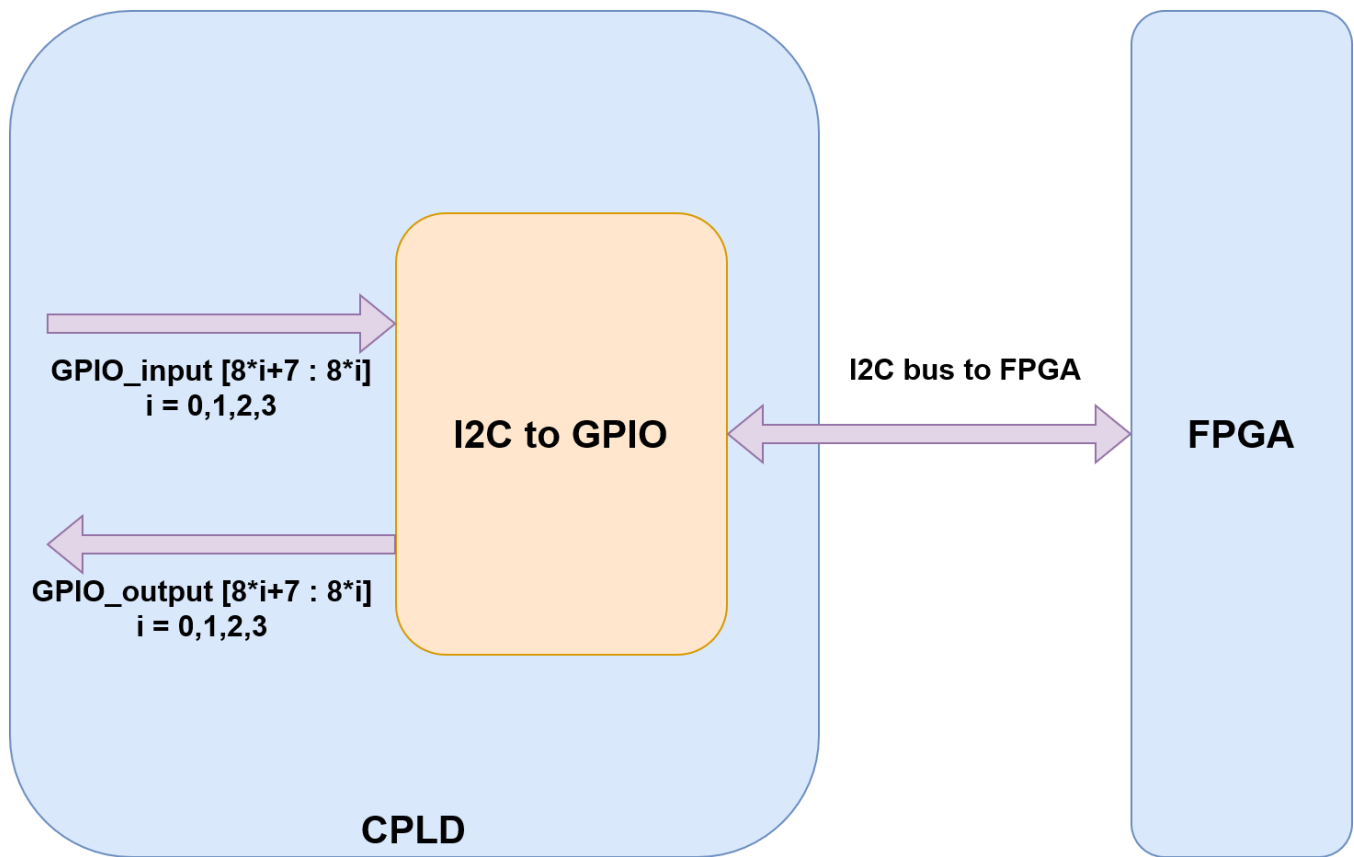 GPIO_input [8*i+7 : 8*i]
i = 0,1,2,3
I2C to GPIO
I2C bus to FPGA
FPGA
GPIO_output [8*i+7 : 8*i]
i = 0,1,2,3
CPLD